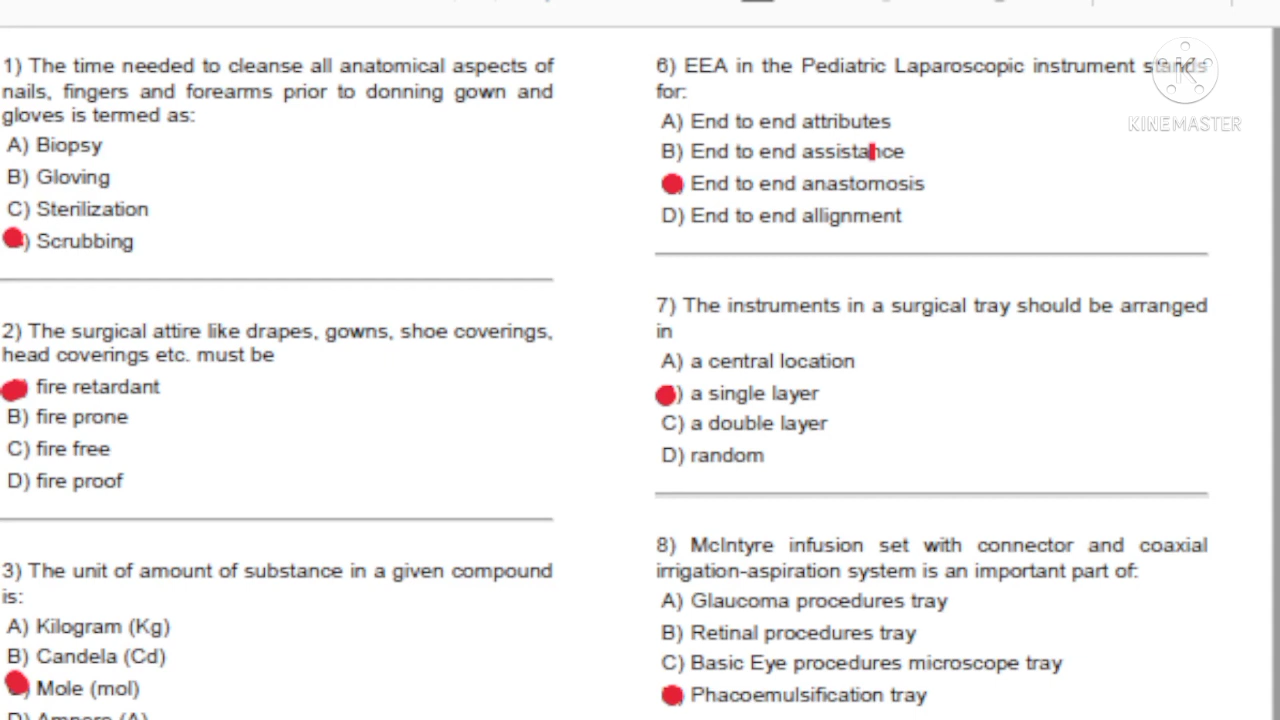 1) The time needed to cleanse all anatomical aspects of
nails, fingers and forearms prior to donning gown and
gloves is termed as:
A) Biopsy
B) Gloving
C) Sterilization
) Scrubbing
2) The surgical attire like drapes, gowns, shoe coverings,
head coverings etc. must be
fire retardant
B) fire prone
C) fire free
D) fire proof
3) The unit of amount of substance in a given compound
is:
A) Kilogram (Kg)
B) Candela (Cd)
) Mole (mol)
D) Ampere (A)
6) EEA in the Pediatric Laparoscopic instrument stands
for:
A) End to end attributes
B) End to end assistance
End to end anastomosis
D) End to end allignment
7) The instruments in a surgical tray should be arranged
in
A) a central location
) a single layer
C) a double layer
D) random
8) McIntyre infusion set with connector and coaxial
irrigation-aspiration system is an important part of:
A) Glaucoma procedures tray
B) Retinal procedures tray
C) Basic Eye procedures microscope tray
Phacoemulsification tray
KINEMASTER